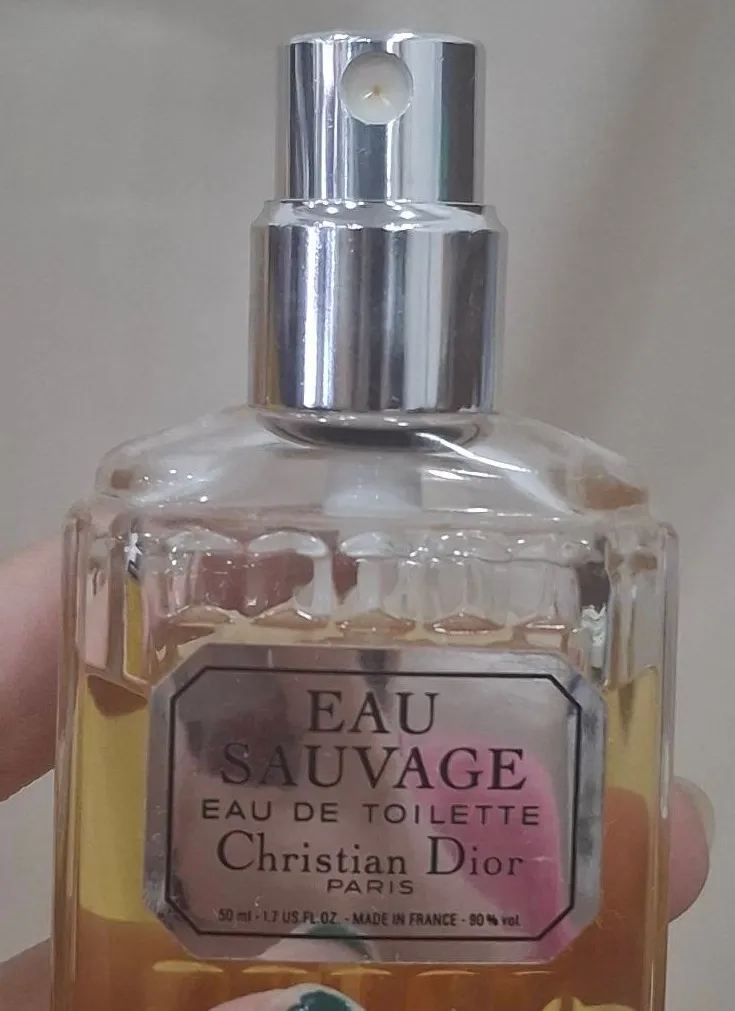 EAU
SAUVAGE
EAU DE TOILETTE
Christian Dior
PARIS
50 ml - 1.7 US.FL.OZ. - MADE IN FRANCE - 90 % vol.